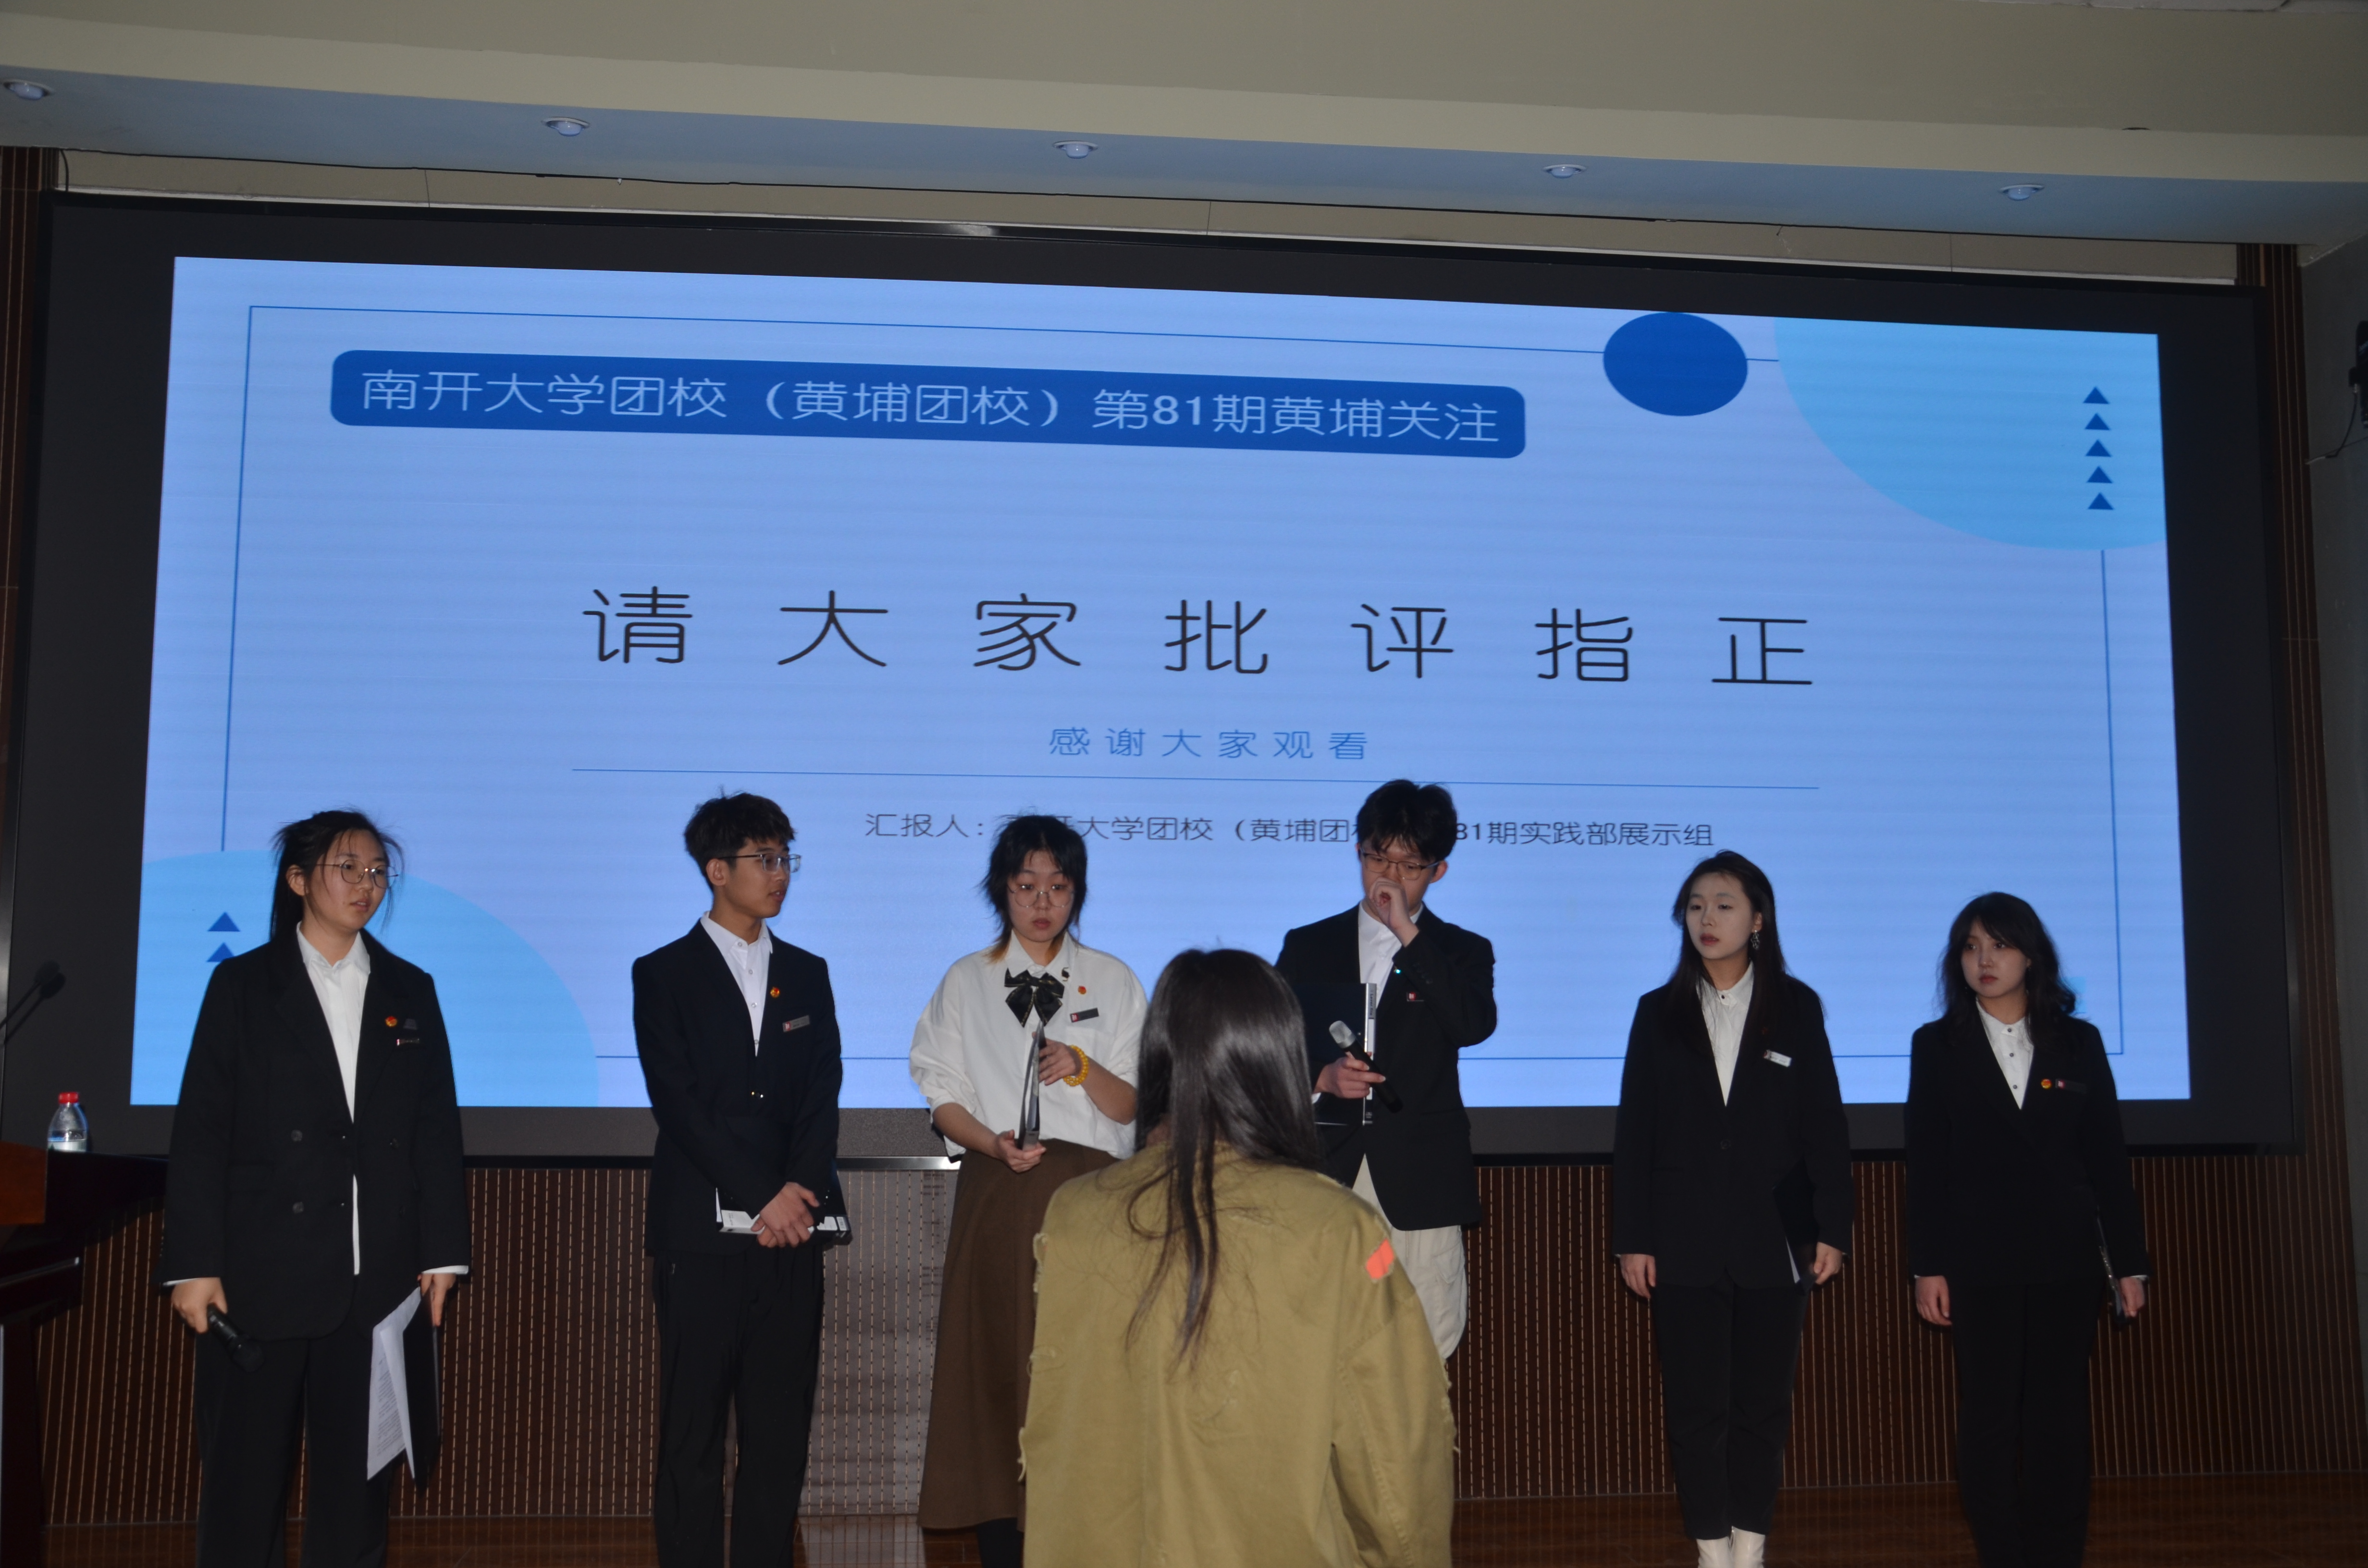 南开大学团校（黄埔团校）第81期黄埔关注
请大家批评指正
感谢大家观看
汇报人：南开大学团校（黄埔团 81期实践部展示组